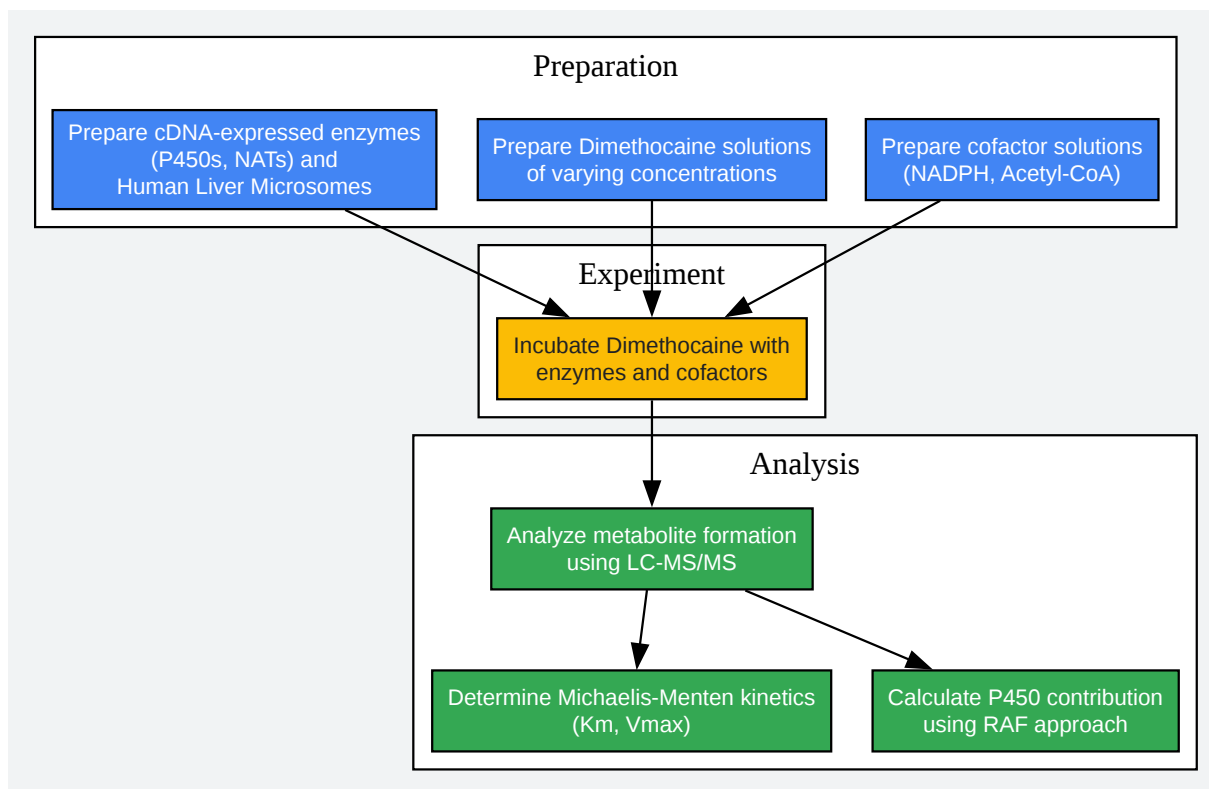 Preparation
Prepare cDNA-expressed enzymes
(P450s, NATs) and
Human Liver Microsomes
Prepare Dimethocaine solutions
of varying concentrations
Prepare cofactor solutions
(NADPH, Acetyl-CoA)
Experiment
Incubate Dimethocaine with
enzymes and cofactors
Analysis
Analyze metabolite formation
using LC-MS/MS
Determine Michaelis-Menten kinetics
(Km, Vmax)
Calculate P450 contribution
using RAF approach